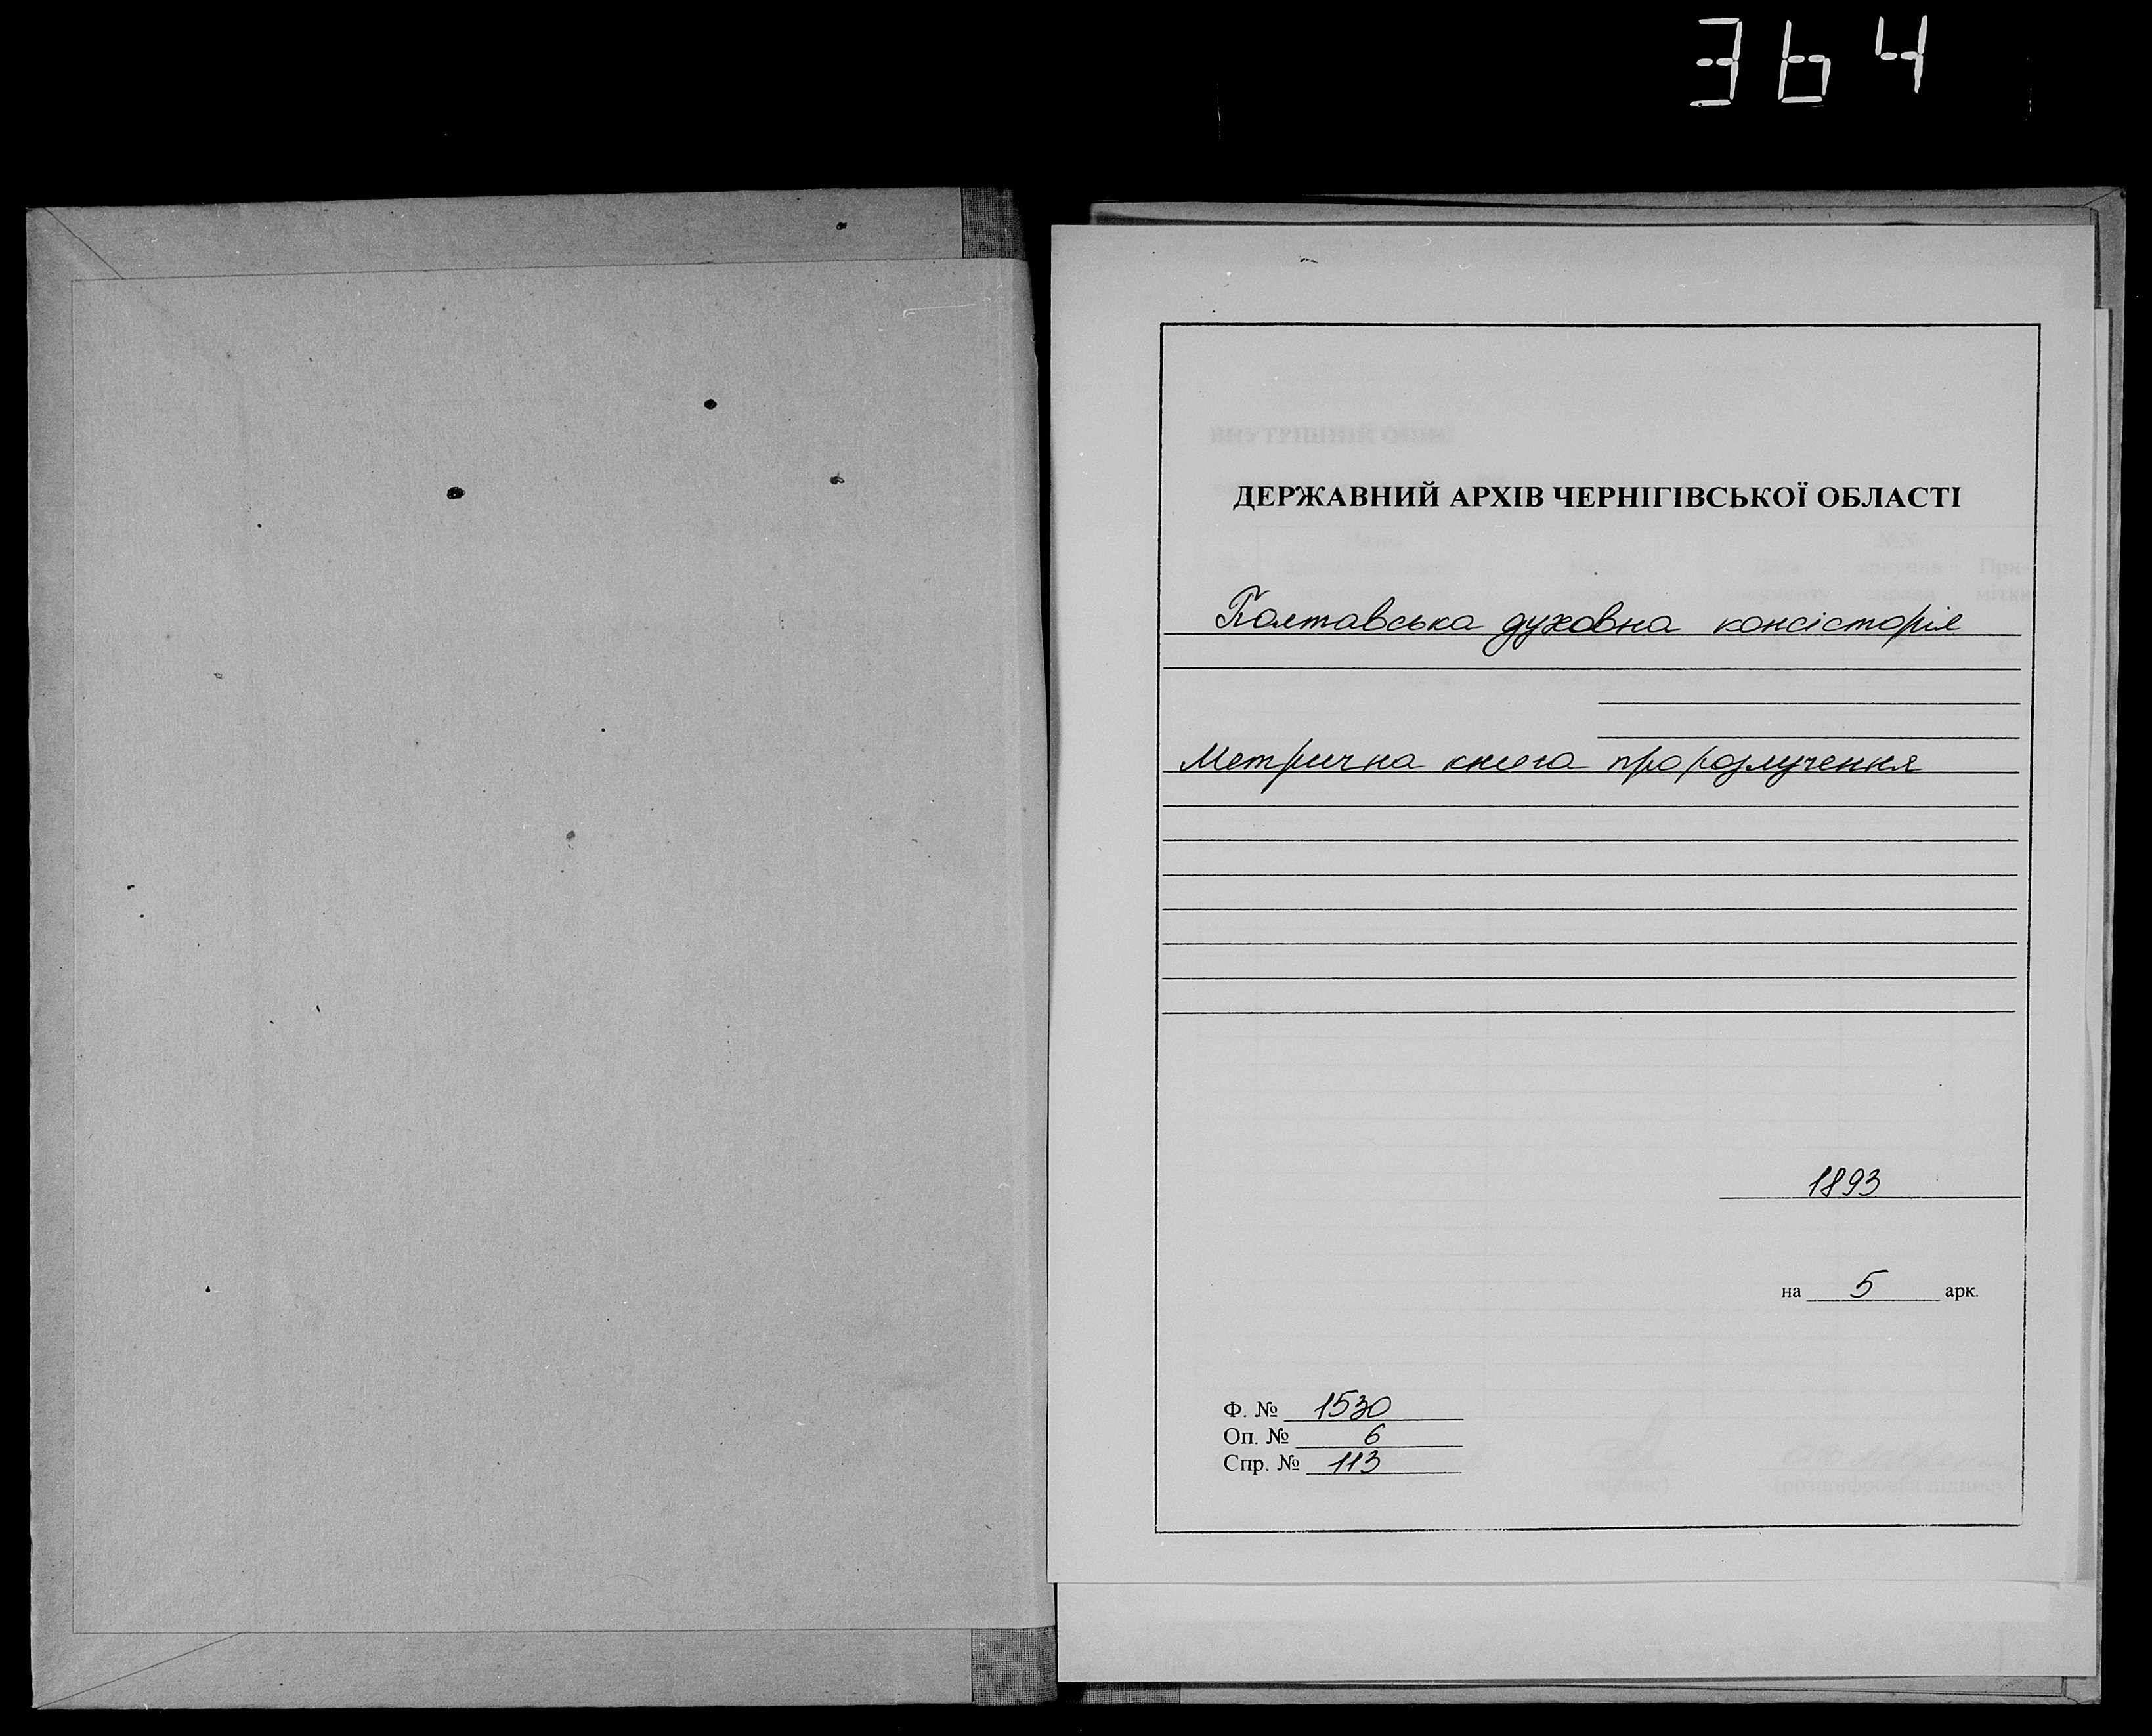 364
ДЕРЖАВНИЙ АРХІВ ЧЕРНІГІВСЬКОЇ ОБЛАСТІ
Полтавська духовна консісторія
Метрична книга про розлучення
1893
на 5 арк.
Ф. № 1530
Оп. № 6
Спр. № 113